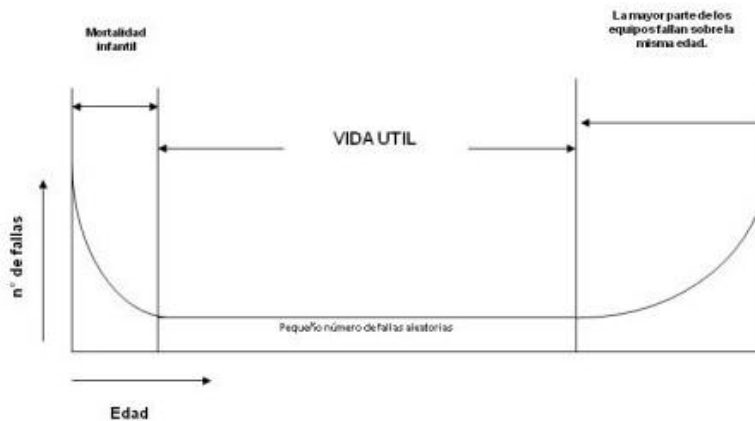 Mortalidad
infantil
La mayor parte de los
equipos fallan sobre la
misma edad.
VIDA UTIL
n° de fallas
Pequeño número de fallas aleatorias
Edad